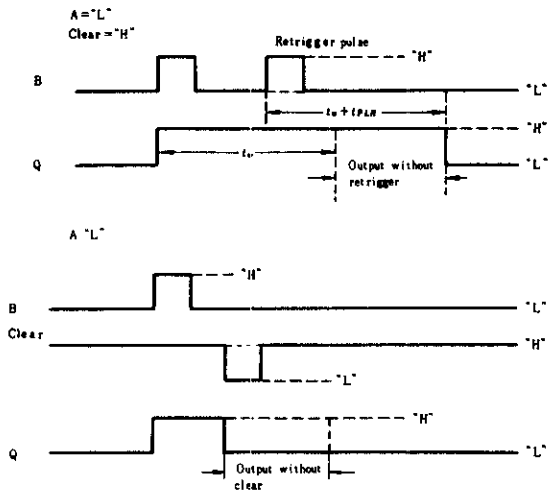 A="L"
Clear="H"
Retrigger pulse
"H"
B
"L"
tw + tPLH
"H"
tw
Output without
retrigger
Q
"L"
A "L"
"H"
B
"L"
Clear
"H"
"L"
"H"
Q
"L"
Output without
clear